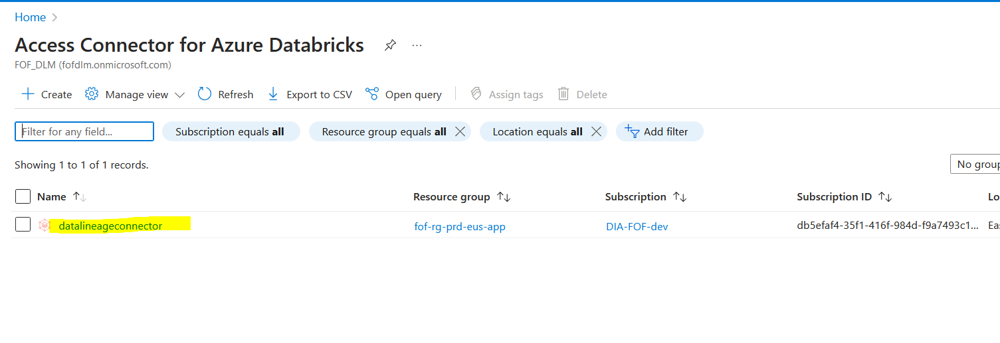 Home
Access Connector for Azure Databricks
FOF_DLM (fofdlm.onmicrosoft.com)
Create Manage view Refresh Export to CSV Open query Assign tags Delete
Filter for any field... Subscription equals all Resource group equals all Location equals all Add filter
Showing 1 to 1 of 1 records.
No group
Name Resource group Subscription Subscription ID Lo
datalineageconnector fof-rg-prd-eus-app DIA-FOF-dev db5efaf4-35f1-416f-984d-f9a7493c1... Eas